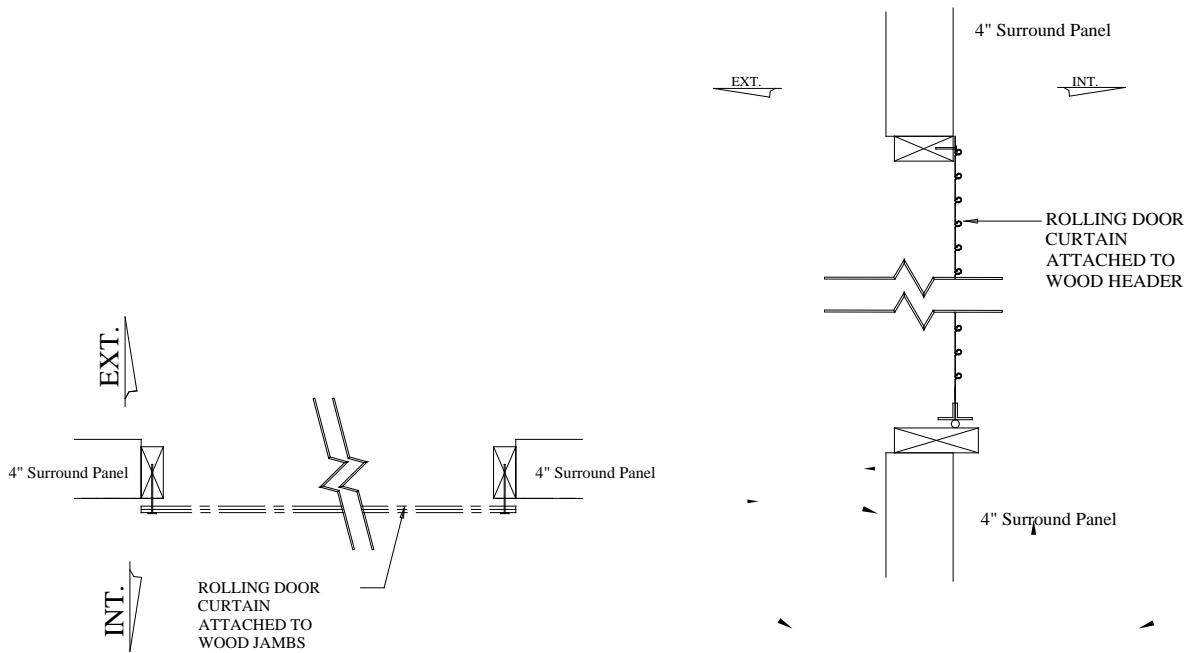 4" Surround Panel
EXT.
INT.
ROLLING DOOR
CURTAIN
ATTACHED TO
WOOD HEADER
4" Surround Panel
EXT.
4" Surround Panel
4" Surround Panel
INT.
ROLLING DOOR
CURTAIN
ATTACHED TO
WOOD JAMBS